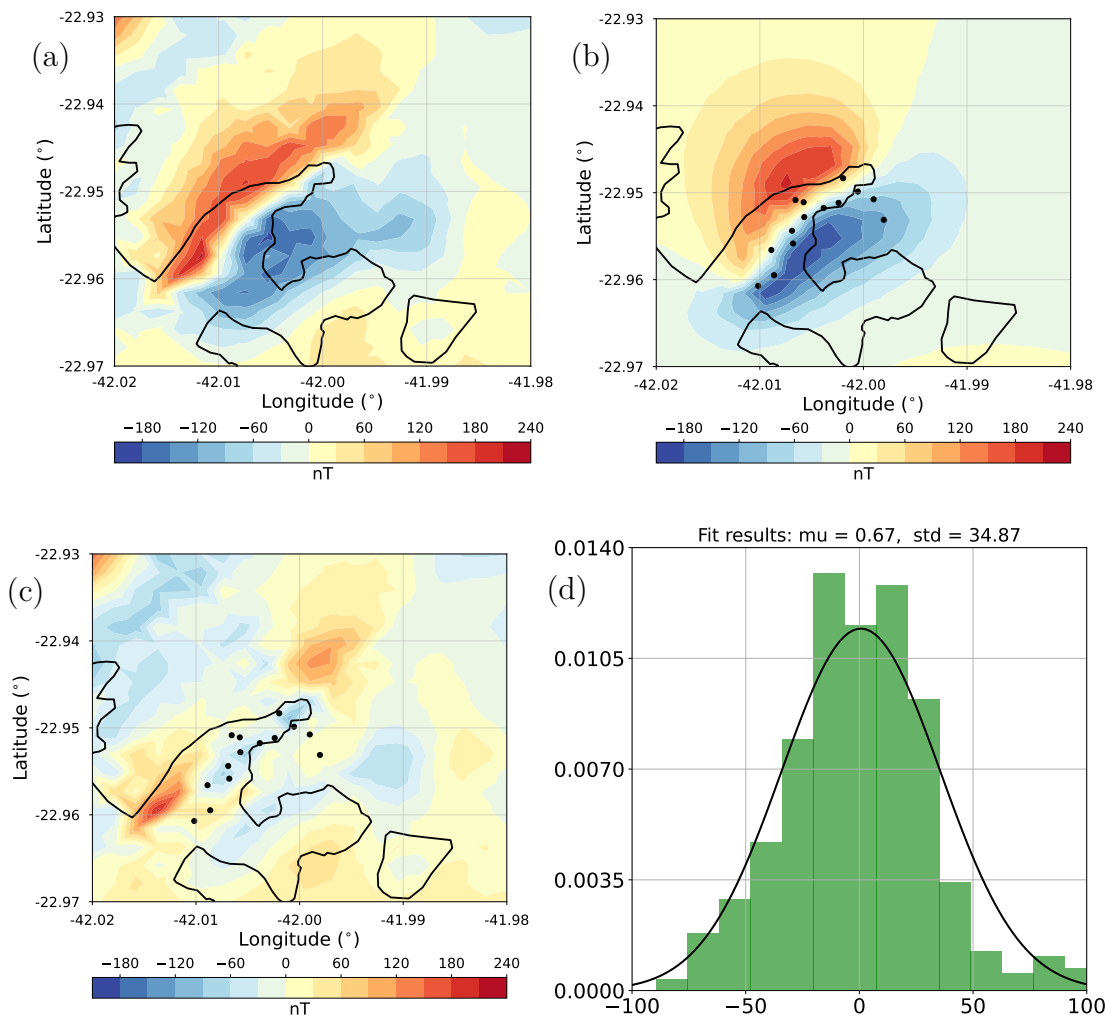 (a)
-22.93
-22.94
-22.95
-22.96
-22.97
Latitude (°)
-42.02 -42.01 -42.00 -41.99 -41.98
Longitude (°)
−180 −120 −60 0 60 120 180 240
nT
(b)
-22.93
-22.94
-22.95
-22.96
-22.97
Latitude (°)
-42.02 -42.01 -42.00 -41.99 -41.98
Longitude (°)
−180 −120 −60 0 60 120 180 240
nT
(c)
-22.93
-22.94
-22.95
-22.96
-22.97
Latitude (°)
-42.02 -42.01 -42.00 -41.99 -41.98
Longitude (°)
−180 −120 −60 0 60 120 180 240
nT
Fit results: mu = 0.67, std = 34.87
(d)
0.0140
0.0105
0.0070
0.0035
0.0000
−100 −50 0 50 100